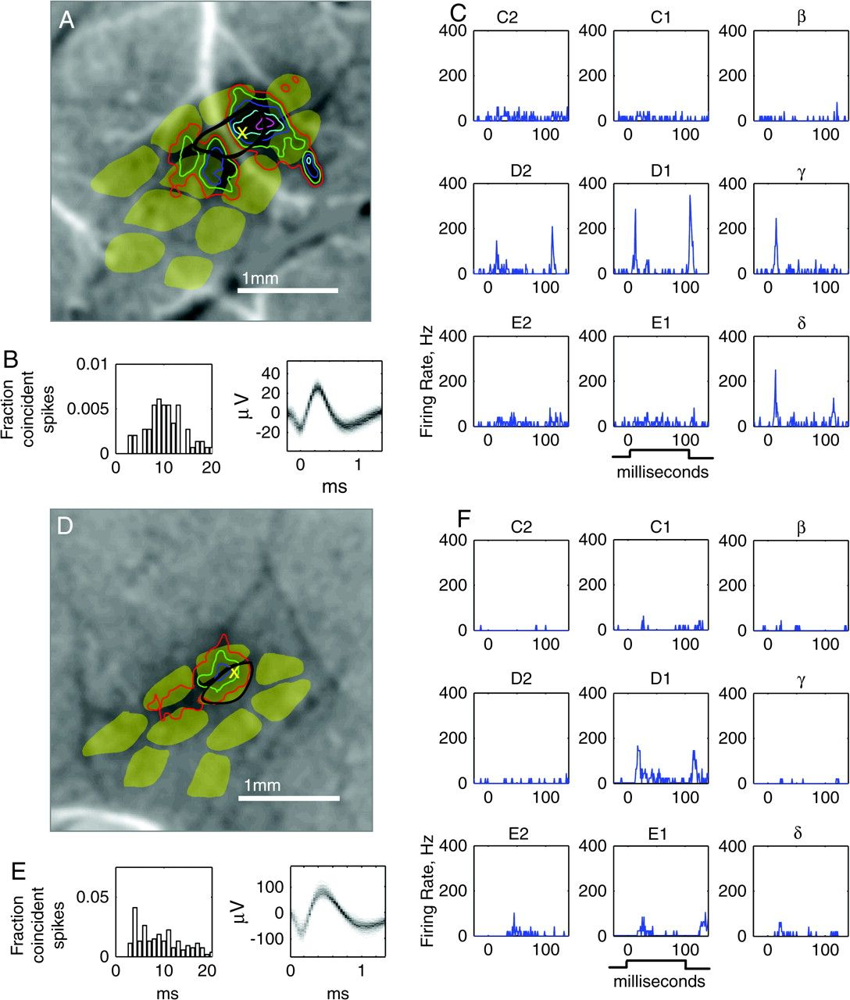 A
X
1mm
B
Fraction
coincident
spikes
0.01
0.005
0
0 10 20
μ V
40
20
0
-20
0 1
ms
C
C2 C1 β
400 400 400
200 200 200
0 0 0
0 100 0 100 0 100
D2 D1 γ
400 400 400
200 200 200
0 0 0
0 100 0 100 0 100
E2 E1 δ
Firing Rate, Hz
400 400 400
200 200 200
0 0 0
0 100 0 100 0 100
milliseconds
D
X
1mm
E
Fraction
coincident
spikes
0.05
0
0 10 20
ms
μV
100
0
-100
0 1
ms
F
C2 C1 β
400 400 400
200 200 200
0 0 0
0 100 0 100 0 100
D2 D1 γ
400 400 400
200 200 200
0 0 0
0 100 0 100 0 100
E2 E1 δ
Firing Rate, Hz
400 400 400
200 200 200
0 0 0
0 100 0 100 0 100
milliseconds